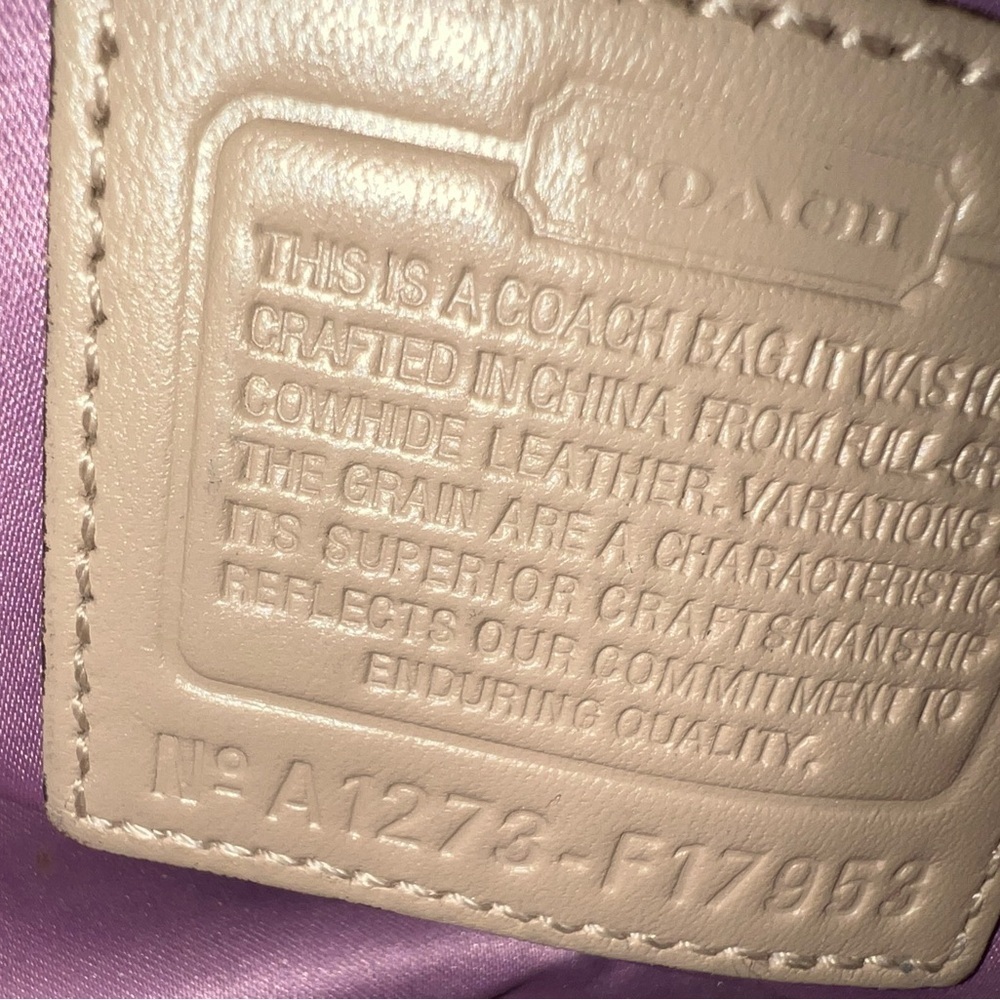 COACH
THIS IS A COACH BAG. IT WAS
CRAFTED IN CHINA FROM FULL-GR
COWHIDE LEATHER. VARIATIONS
THE GRAIN ARE A CHARACTERISTIC
ITS SUPERIOR CRAFTSMANSHIP
REFLECTS OUR COMMITMENT TO
ENDURING QUALITY.
Nº A1273-F17953